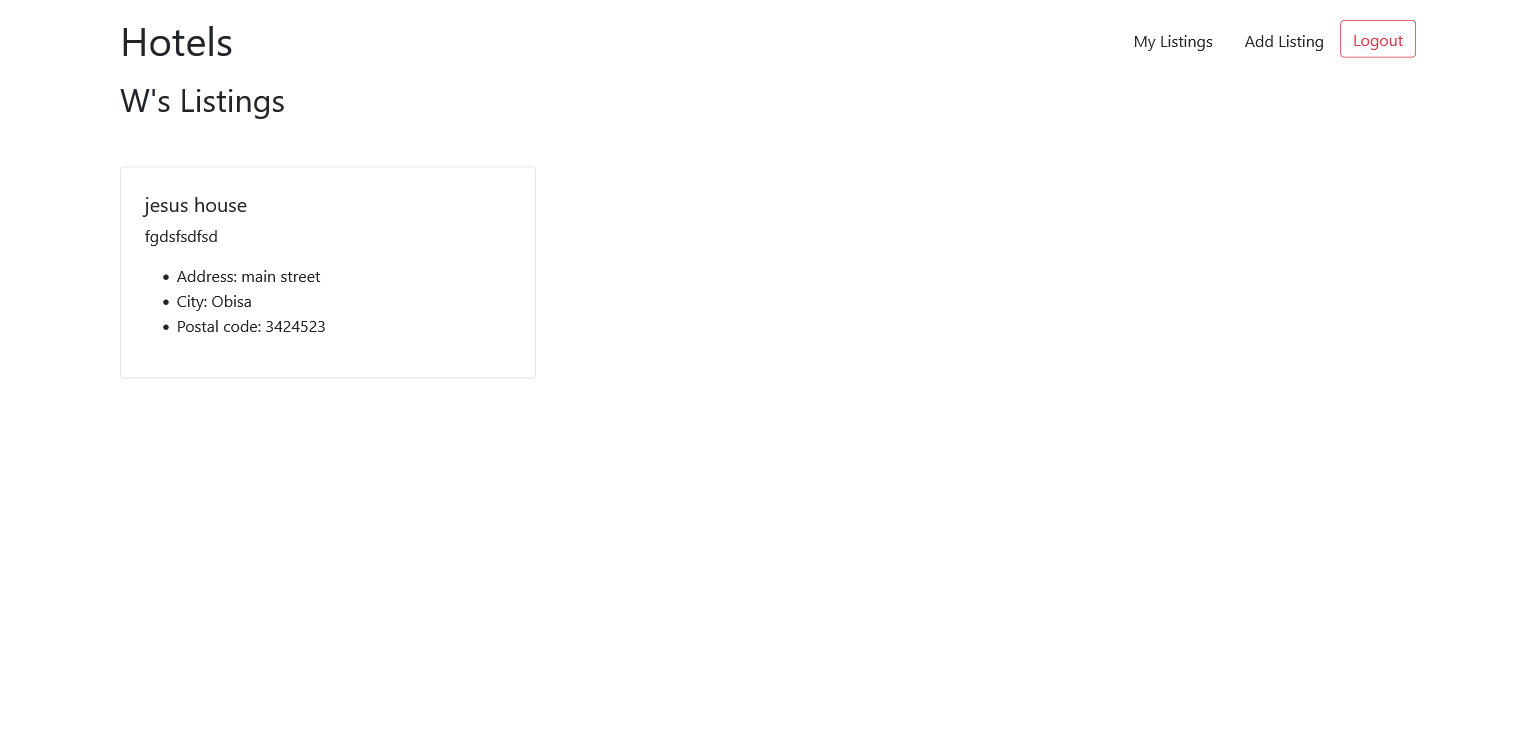 Hotels
My Listings
Add Listing
Logout
W's Listings
jesus house
fgdsfsdfsd
• Address: main street
• City: Obisa
• Postal code: 3424523